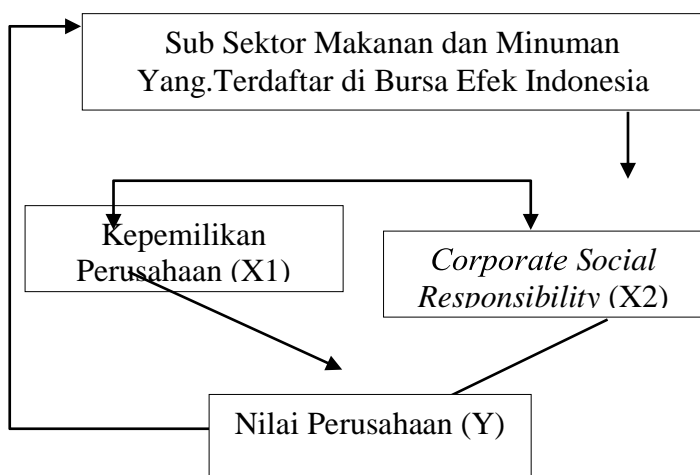 Sub Sektor Makanan dan Minuman
Yang.Terdaftar di Bursa Efek Indonesia
Kepemilikan
Perusahaan (X1)
Corporate Social
Responsibility (X2)
Nilai Perusahaan (Y)